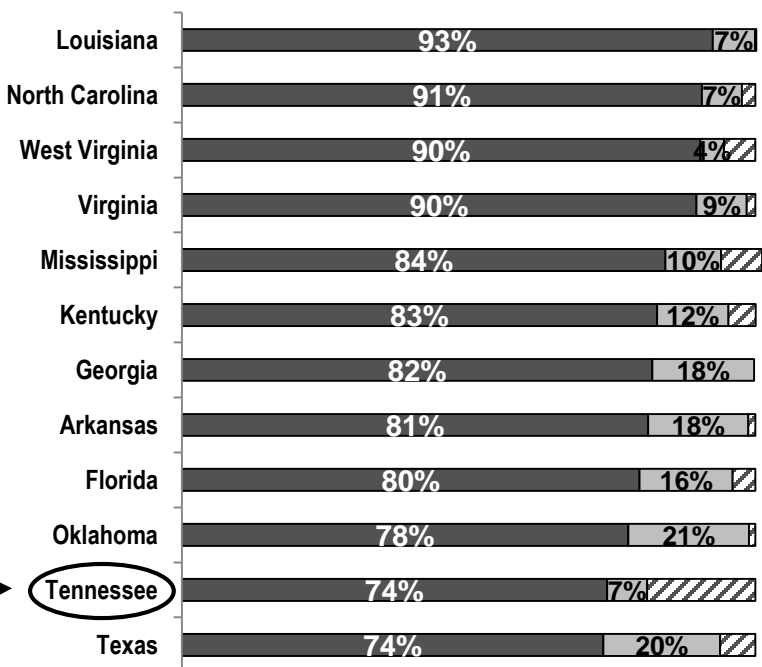 Louisiana 93% 7%
North Carolina 91% 7%
West Virginia 90% 4%
Virginia 90% 9%
Mississippi 84% 10%
Kentucky 83% 12%
Georgia 82% 18%
Arkansas 81% 18%
Florida 80% 16%
Oklahoma 78% 21%
Tennessee 74% 7%
Texas 74% 20%